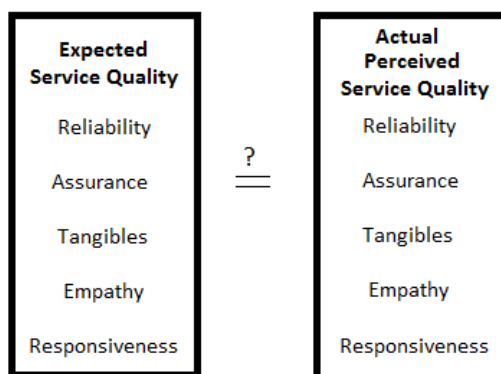 Expected
Service Quality
Reliability
Assurance
Tangibles
Empathy
Responsiveness
?
=
Actual
Perceived
Service Quality
Reliability
Assurance
Tangibles
Empathy
Responsiveness